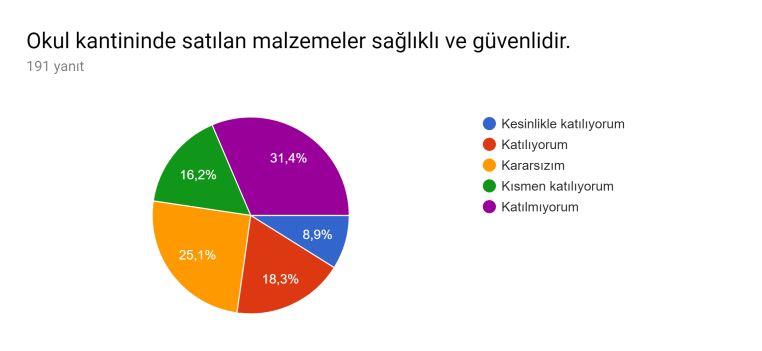 Okul kantininde satılan malzemeler sağlıklı ve güvenlidir.
191 yanıt
31,4%
16,2%
8,9%
25,1%
18,3%
Kesinlikle katılıyorum
Katılıyorum
Kararsızım
Kısmen katılıyorum
Katılmıyorum